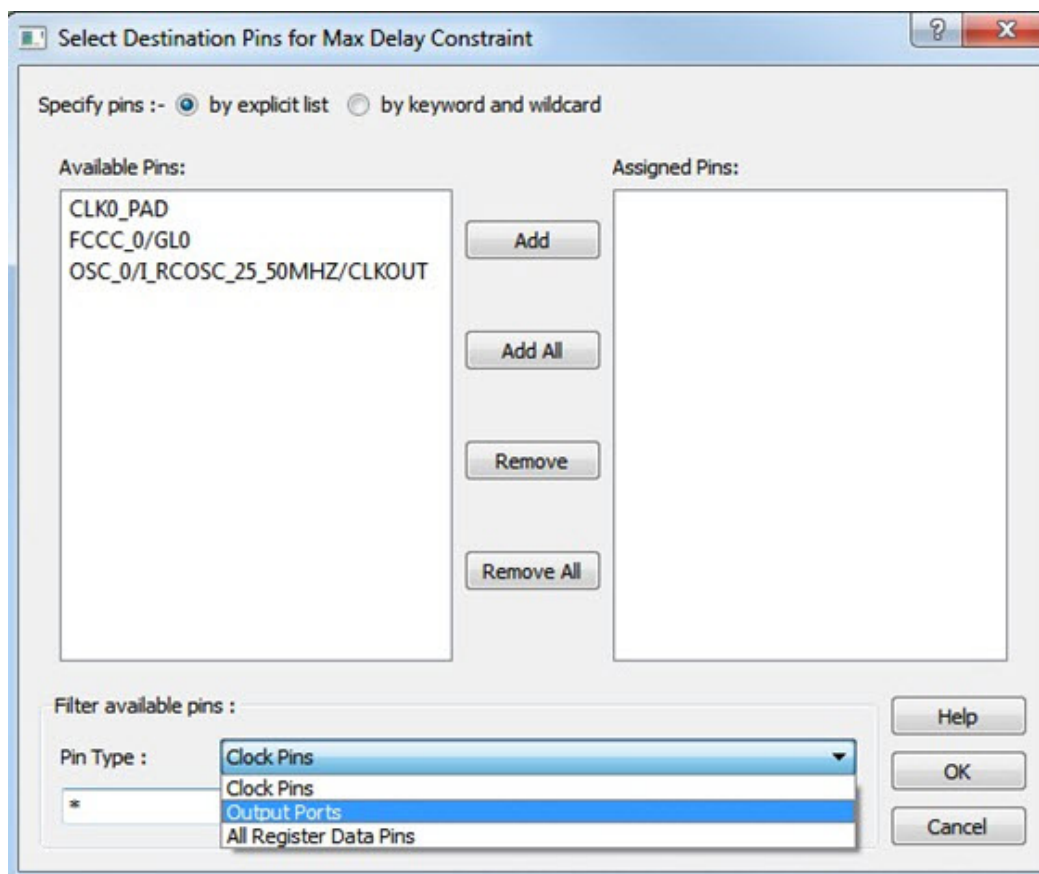 Select Destination Pins for Max Delay Constraint
Specify pins :- by explicit list by keyword and wildcard
Available Pins:
CLK0_PAD
FCCC_0/GL0
OSC_0/I_RCOSC_25_50MHZ/CLKOUT
Add
Add All
Remove
Remove All
Assigned Pins:
Filter available pins :
Pin Type :
Clock Pins
Clock Pins
Output Ports
All Register Data Pins
*
Help
OK
Cancel